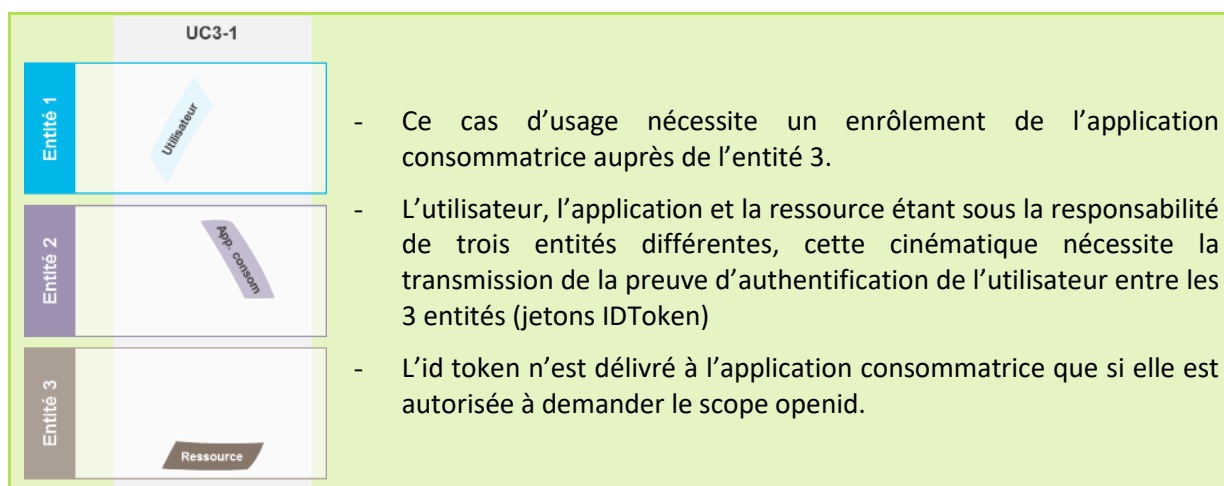 UC3-1
Entité 1
Utilisateur
Entité 2
App. consom
Entité 3
Ressource
- Ce cas d’usage nécessite un enrôlement de l’application
consommatrice auprès de l’entité 3.
- L’utilisateur, l’application et la ressource étant sous la responsabilité
de trois entités différentes, cette cinématique nécessite la
transmission de la preuve d’authentification de l’utilisateur entre les
3 entités (jetons IDToken)
- L’id token n’est délivré à l’application consommatrice que si elle est
autorisée à demander le scope openid.